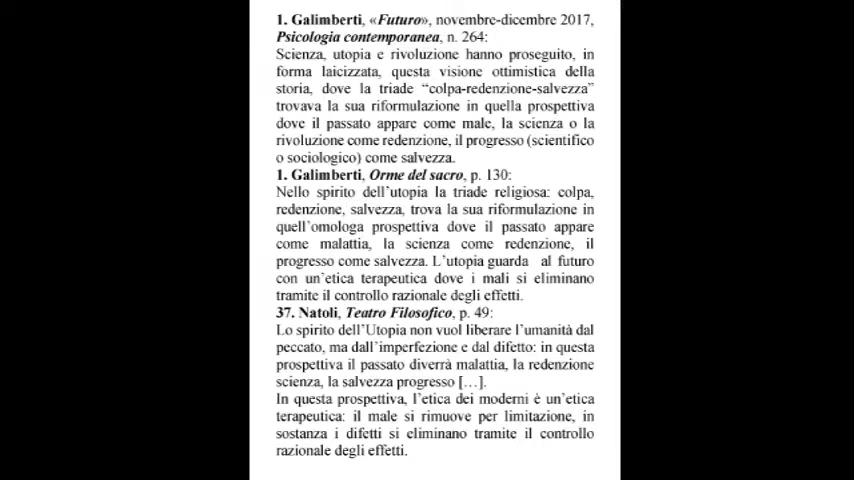 1. Galimberti, «Futuro», novembre-dicembre 2017,
Psicologia contemporanea, n. 264:
Scienza, utopia e rivoluzione hanno proseguito, in
forma laicizzata, questa visione ottimistica della
storia, dove la triade “colpa-redenzione-salvezza”
trovava la sua riformulazione in quella prospettiva
dove il passato appare come male, la scienza o la
rivoluzione come redenzione, il progresso (scientifico
o sociologico) come salvezza.
1. Galimberti, Orme del sacro, p. 130:
Nello spirito dell’utopia la triade religiosa: colpa,
redenzione, salvezza, trova la sua riformulazione in
quell’omologa prospettiva dove il passato appare
come malattia, la scienza come redenzione, il
progresso come salvezza. L’utopia guarda al futuro
con un’etica terapeutica dove i mali si eliminano
tramite il controllo razionale degli effetti.
37. Natoli, Teatro Filosofico, p. 49:
Lo spirito dell’Utopia non vuol liberare l’umanità dal
peccato, ma dall’imperfezione e dal difetto: in questa
prospettiva il passato diverrà malattia, la redenzione
scienza, la salvezza progresso […].
In questa prospettiva, l’etica dei moderni è un’etica
terapeutica: il male si rimuove per limitazione, in
sostanza i difetti si eliminano tramite il controllo
razionale degli effetti.